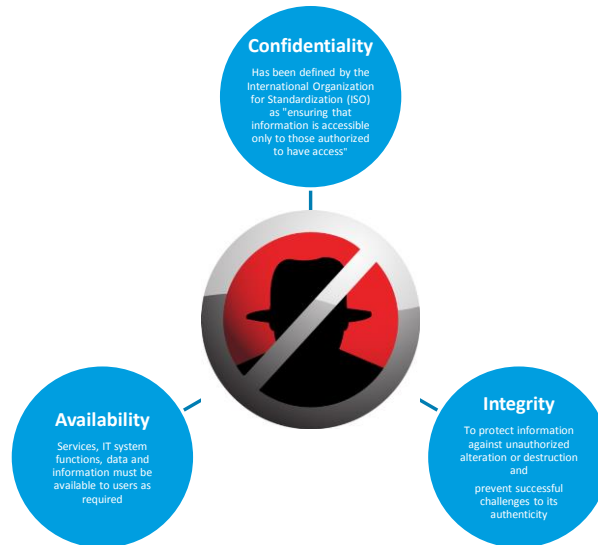 Confidentiality
Has been defined by the
International Organization
for Standardization (ISO)
as "ensuring that
information is accessible
only to those authorized
to have access"
Availability
Services, IT system
functions, data and
information must be
available to users as
required
Integrity
To protect information
against unauthorized
alteration or destruction
and
prevent successful
challenges to its
authenticity